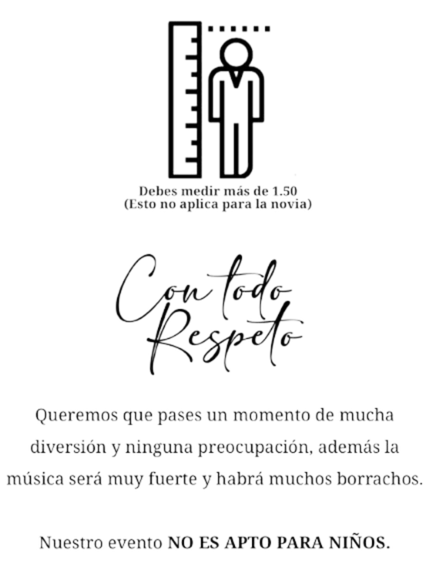 Debes medir más de 1.50
(Esto no aplica para la novia)
Con todo
Respeto
Queremos que pases un momento de mucha
diversión y ninguna preocupación, además la
música será muy fuerte y habrá muchos borrachos.
Nuestro evento NO ES APTO PARA NIÑOS.